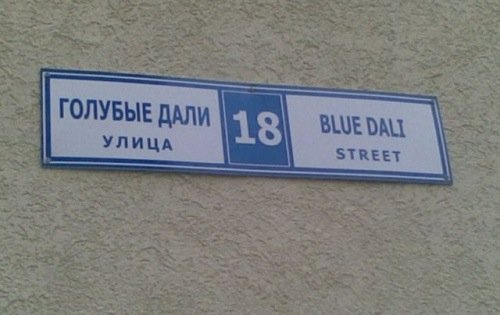 ГОЛУБЫЕ ДАЛИ
УЛИЦА
18
BLUE DALI
STREET